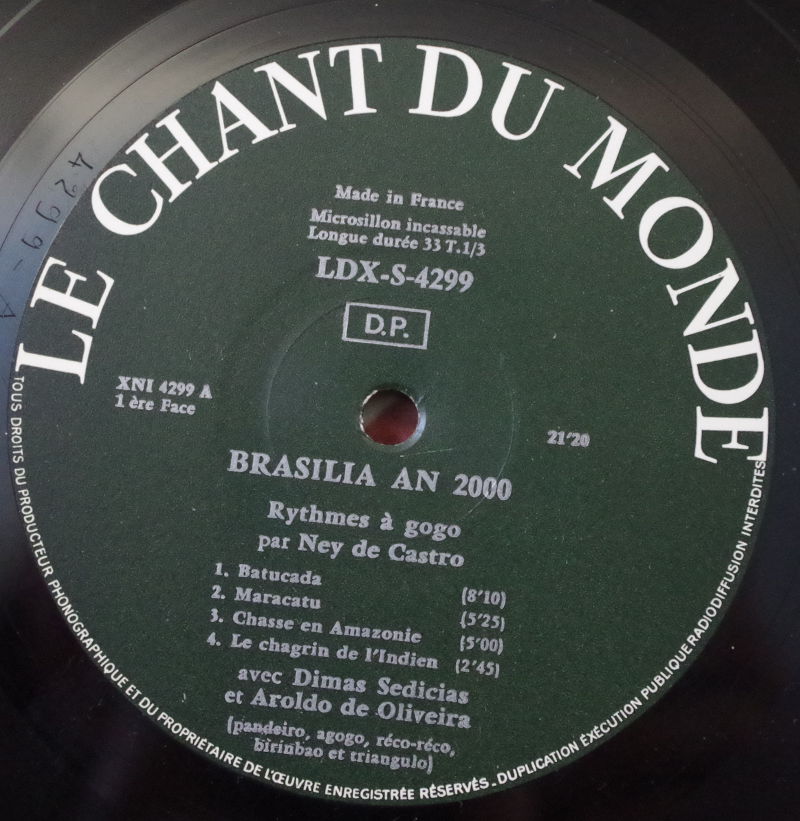 LE CHANT DU MONDE
Made in France
Microsillon incassable
Longue durée 33 T.1/3
LDX-S-4299
D.P.
XNI 4299 A
1 ère Face
21'20
BRASILIA AN 2000
Rythmes à gogo
par Ney de Castro
1. Batucada (8'10)
2. Maracatu (5'25)
3. Chasse en Amazonie (5'00)
4. Le chagrin de l'Indien (2'45)
avec Dimas Sedicias
et Aroldo de Oliveira
(pandeiro, agogo, réco-réco,
birinbao et triangulo)
TOUS DROITS DU PRODUCTEUR PHONOGRAPHIQUE ET DU PROPRIÉTAIRE DE L'ŒUVRE ENREGISTRÉE RÉSERVÉS - DUPLICATION EXÉCUTION PUBLIQUE RADIODIFFUSION INTERDITES
4299-A